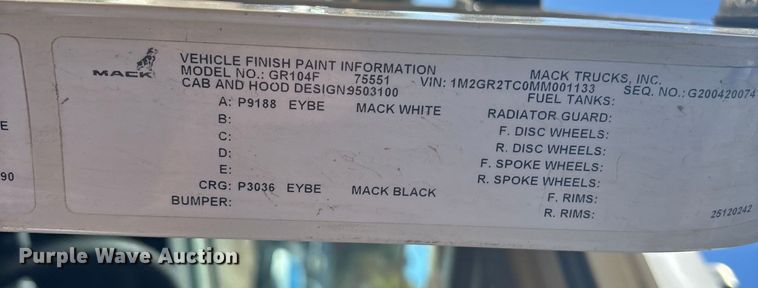 MACK
VEHICLE FINISH PAINT INFORMATION MACK TRUCKS, INC.
MODEL NO.: GR104F 75551 VIN: 1M2GR2TC0MM001133 SEQ. NO.: G200420074
CAB AND HOOD DESIGN: 9503100 FUEL TANKS:
A: P9188 EYBE MACK WHITE RADIATOR GUARD:
B: F. DISC WHEELS:
C: R. DISC WHEELS:
D: F. SPOKE WHEELS:
E: R. SPOKE WHEELS:
CRG: P3036 EYBE MACK BLACK F. RIMS:
BUMPER: R. RIMS:
25120242
E
90
Purple Wave Auction